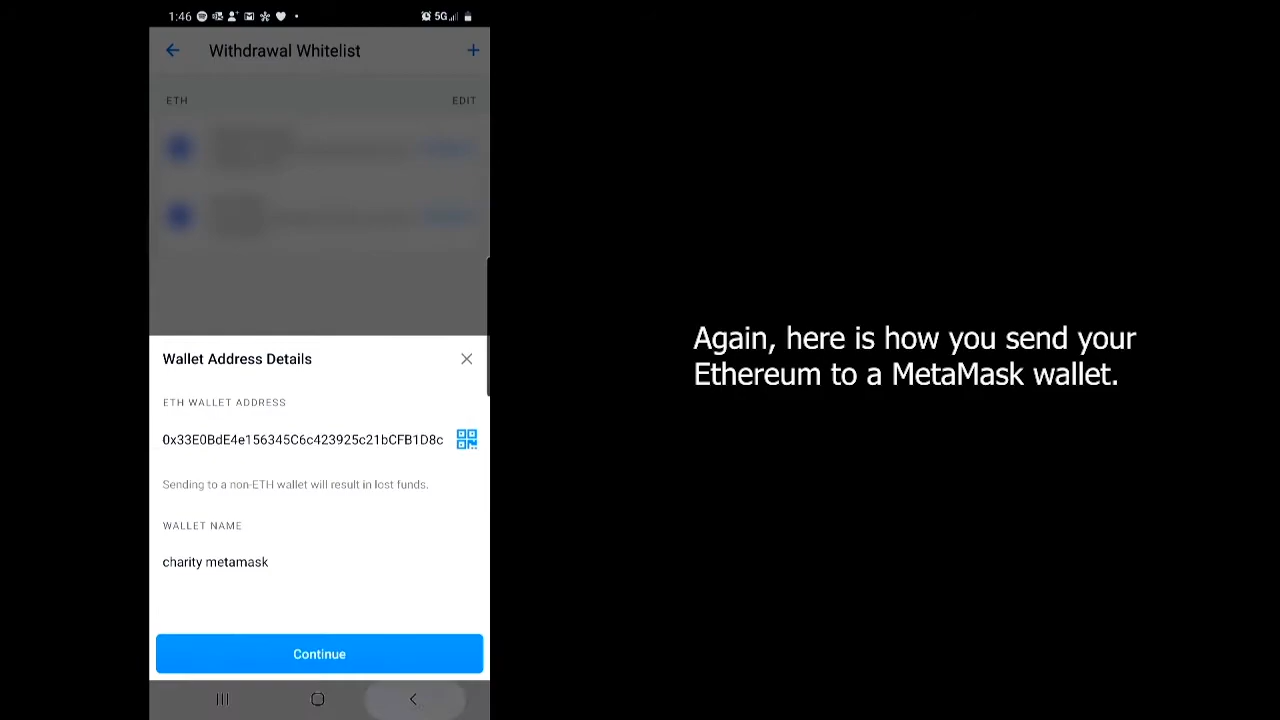 1:46
5G
Withdrawal Whitelist
ETH
EDIT
Wallet Address Details
ETH WALLET ADDRESS
0x33E0BdE4e156345C6c423925c21bCFB1D8c
Sending to a non-ETH wallet will result in lost funds.
WALLET NAME
charity metamask
Continue
Again, here is how you send your
Ethereum to a MetaMask wallet.